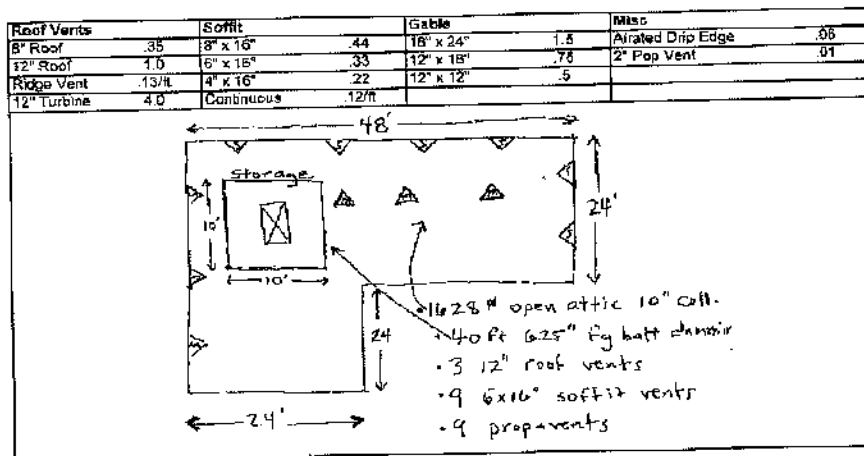 Roof Vents Soffit Gable Misc
8" Roof .35 8" x 16" .44 18" x 24" 1.5 Airated Drip Edge .06
12" Roof 1.0 6" x 16" .33 12" x 18" .75 2" Pop Vent .01
Ridge Vent .13/ft 4" x 16" .22 12" x 12" .5
12" Turbine 4.0 Continuous .12/ft
48'
Storage
10'
24'
10'
•1628 # open attic 10" cell.
24 •40 ft 6.25" fg batt
•3 12" roof vents
•9 6x16" soffit vents
24' •9 propavents